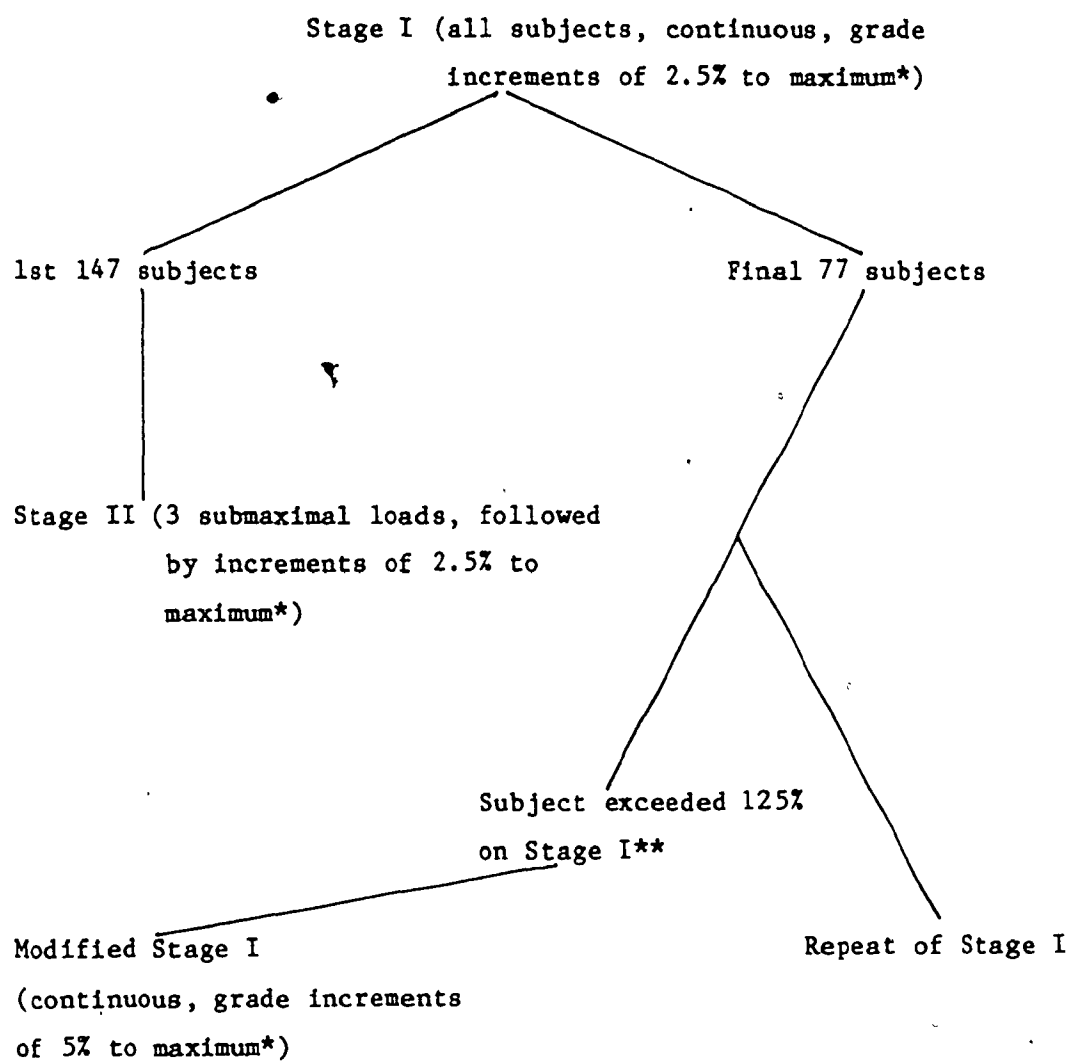 Stage I (all subjects, continuous, grade
increments of 2.5% to maximum*)
1st 147 subjects
Final 77 subjects
Stage II (3 submaximal loads, followed
by increments of 2.5% to
maximum*)
Subject exceeded 125%
on Stage I**
Modified Stage I
(continuous, grade increments
of 5% to maximum*)
Repeat of Stage I